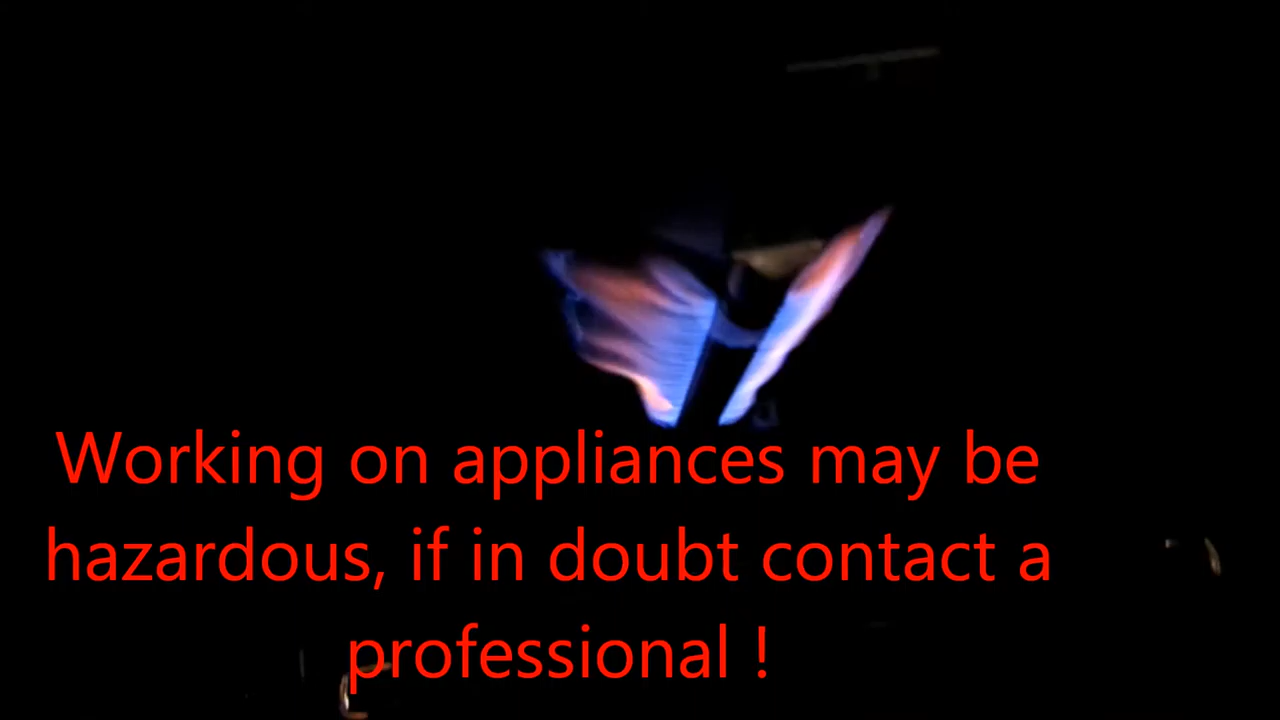 Working on appliances may be
hazardous, if in doubt contact a
professional !